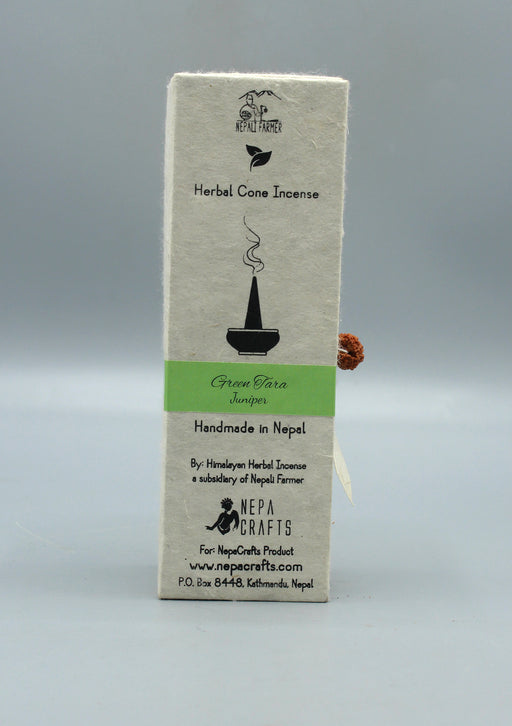 NEPALI FARMER
Herbal Cone Incense
Green Tara
Juniper
Handmade in Nepal
By: Himalayan Herbal Incense
a subsidiary of Nepali Farmer
NEPA
CRAFTS
For: NepaCrafts Product
www.nepacrafts.com
P.O. Box 8448, Kathmandu, Nepal